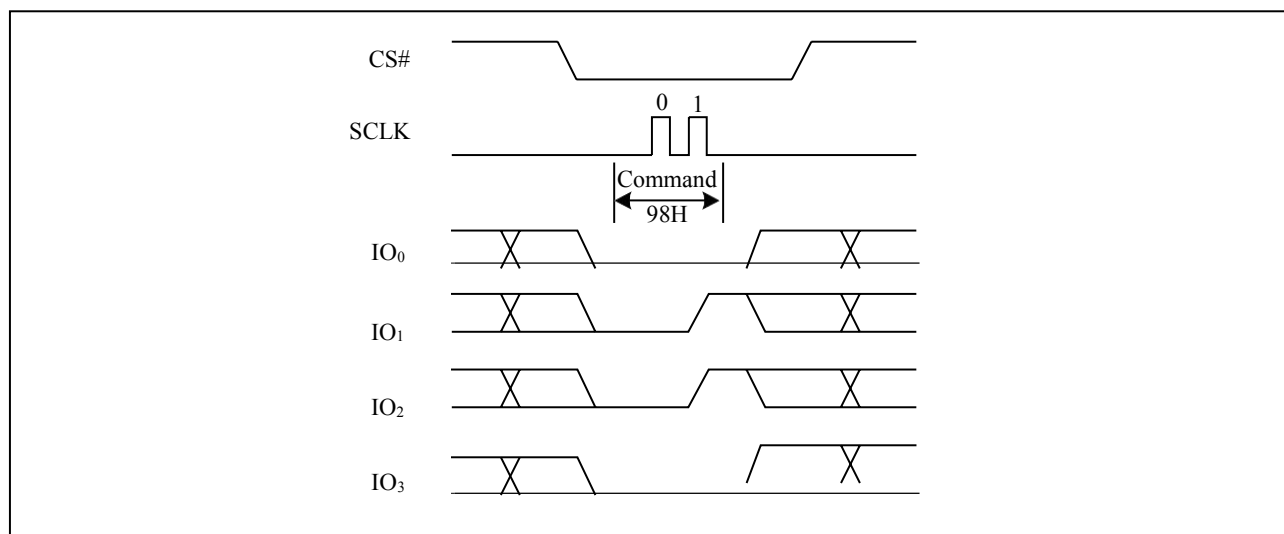 CS#
0 1
SCLK
Command
98H
IO₀
IO₁
IO₂
IO₃